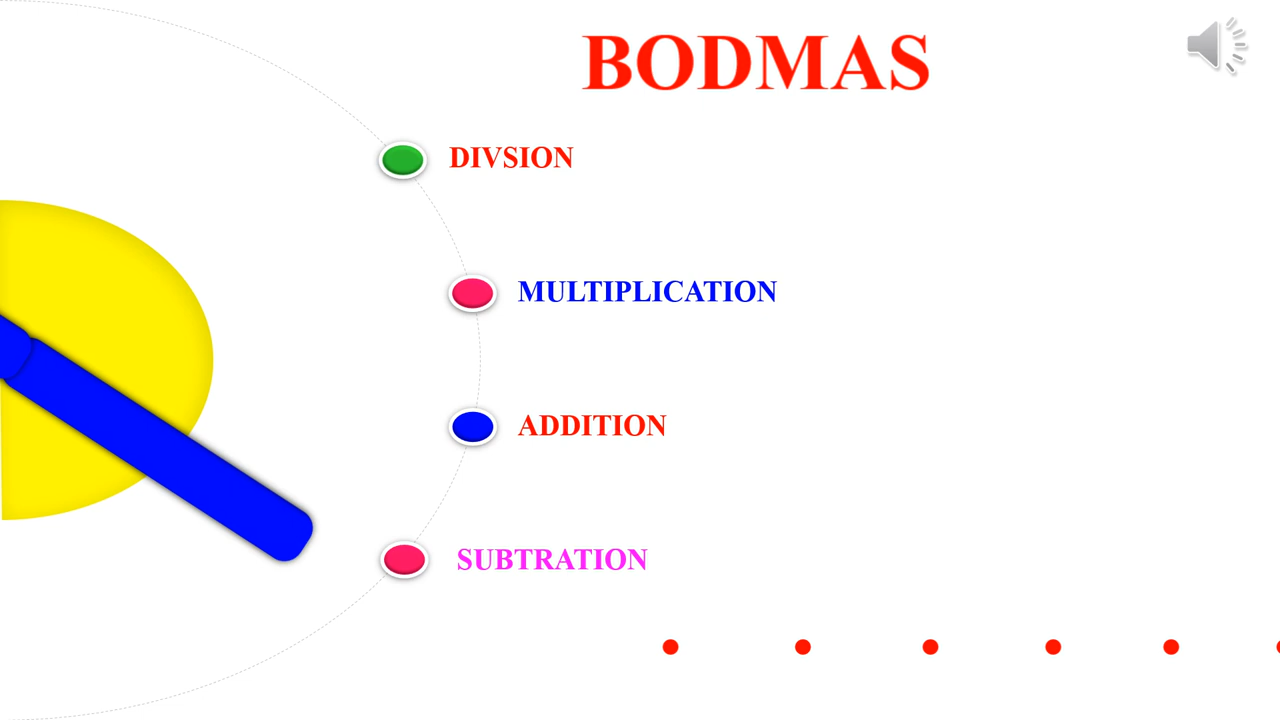 BODMAS
DIVSION
MULTIPLICATION
ADDITION
SUBTRATION